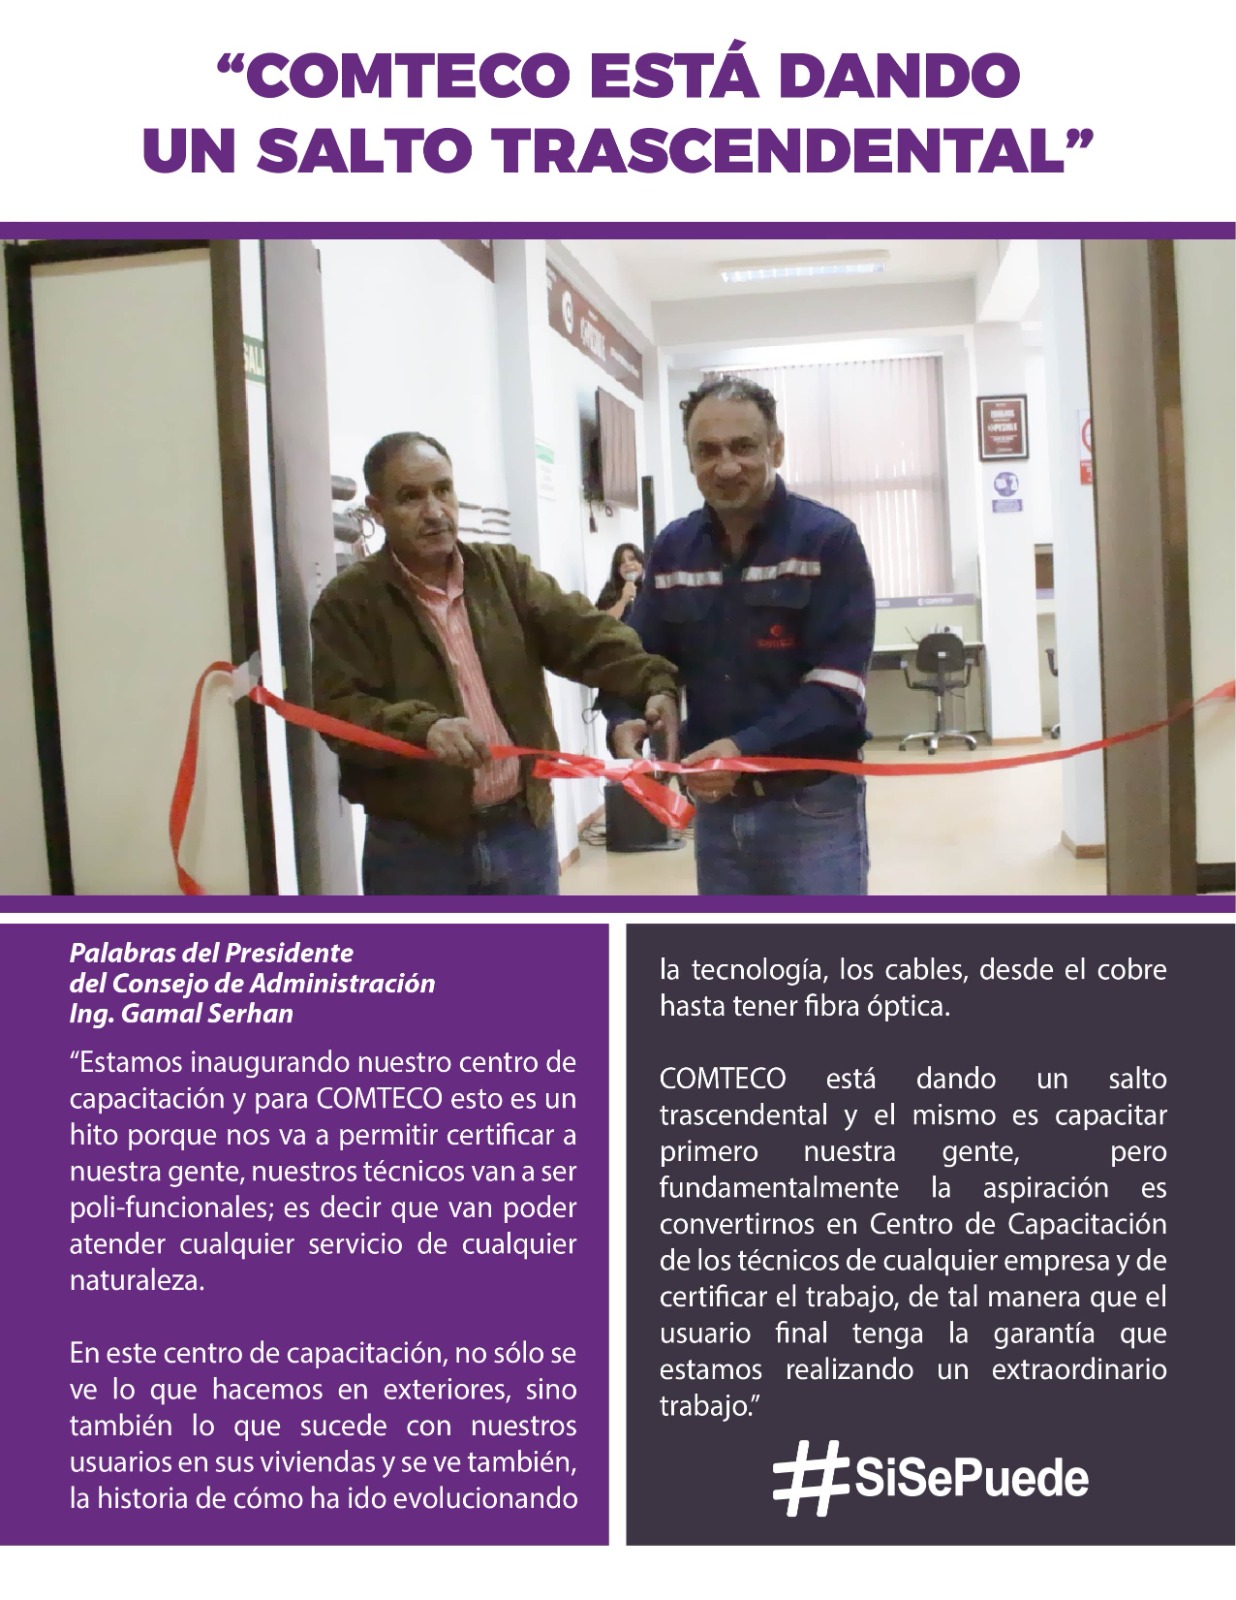 “COMTECO ESTÁ DANDO
UN SALTO TRASCENDENTAL”
COMTECO
Palabras del Presidente
del Consejo de Administración
Ing. Gamal Serhan
“Estamos inaugurando nuestro centro de
capacitación y para COMTECO esto es un
hito porque nos va a permitir certificar a
nuestra gente, nuestros técnicos van a ser
poli-funcionales; es decir que van poder
atender cualquier servicio de cualquier
naturaleza.
En este centro de capacitación, no sólo se
ve lo que hacemos en exteriores, sino
también lo que sucede con nuestros
usuarios en sus viviendas y se ve también,
la historia de cómo ha ido evolucionando
la tecnología, los cables, desde el cobre
hasta tener fibra óptica.
COMTECO está dando un salto
trascendental y el mismo es capacitar
primero nuestra gente, pero
fundamentalmente la aspiración es
convertirnos en Centro de Capacitación
de los técnicos de cualquier empresa y de
certificar el trabajo, de tal manera que el
usuario final tenga la garantía que
estamos realizando un extraordinario
trabajo.”
#SiSePuede